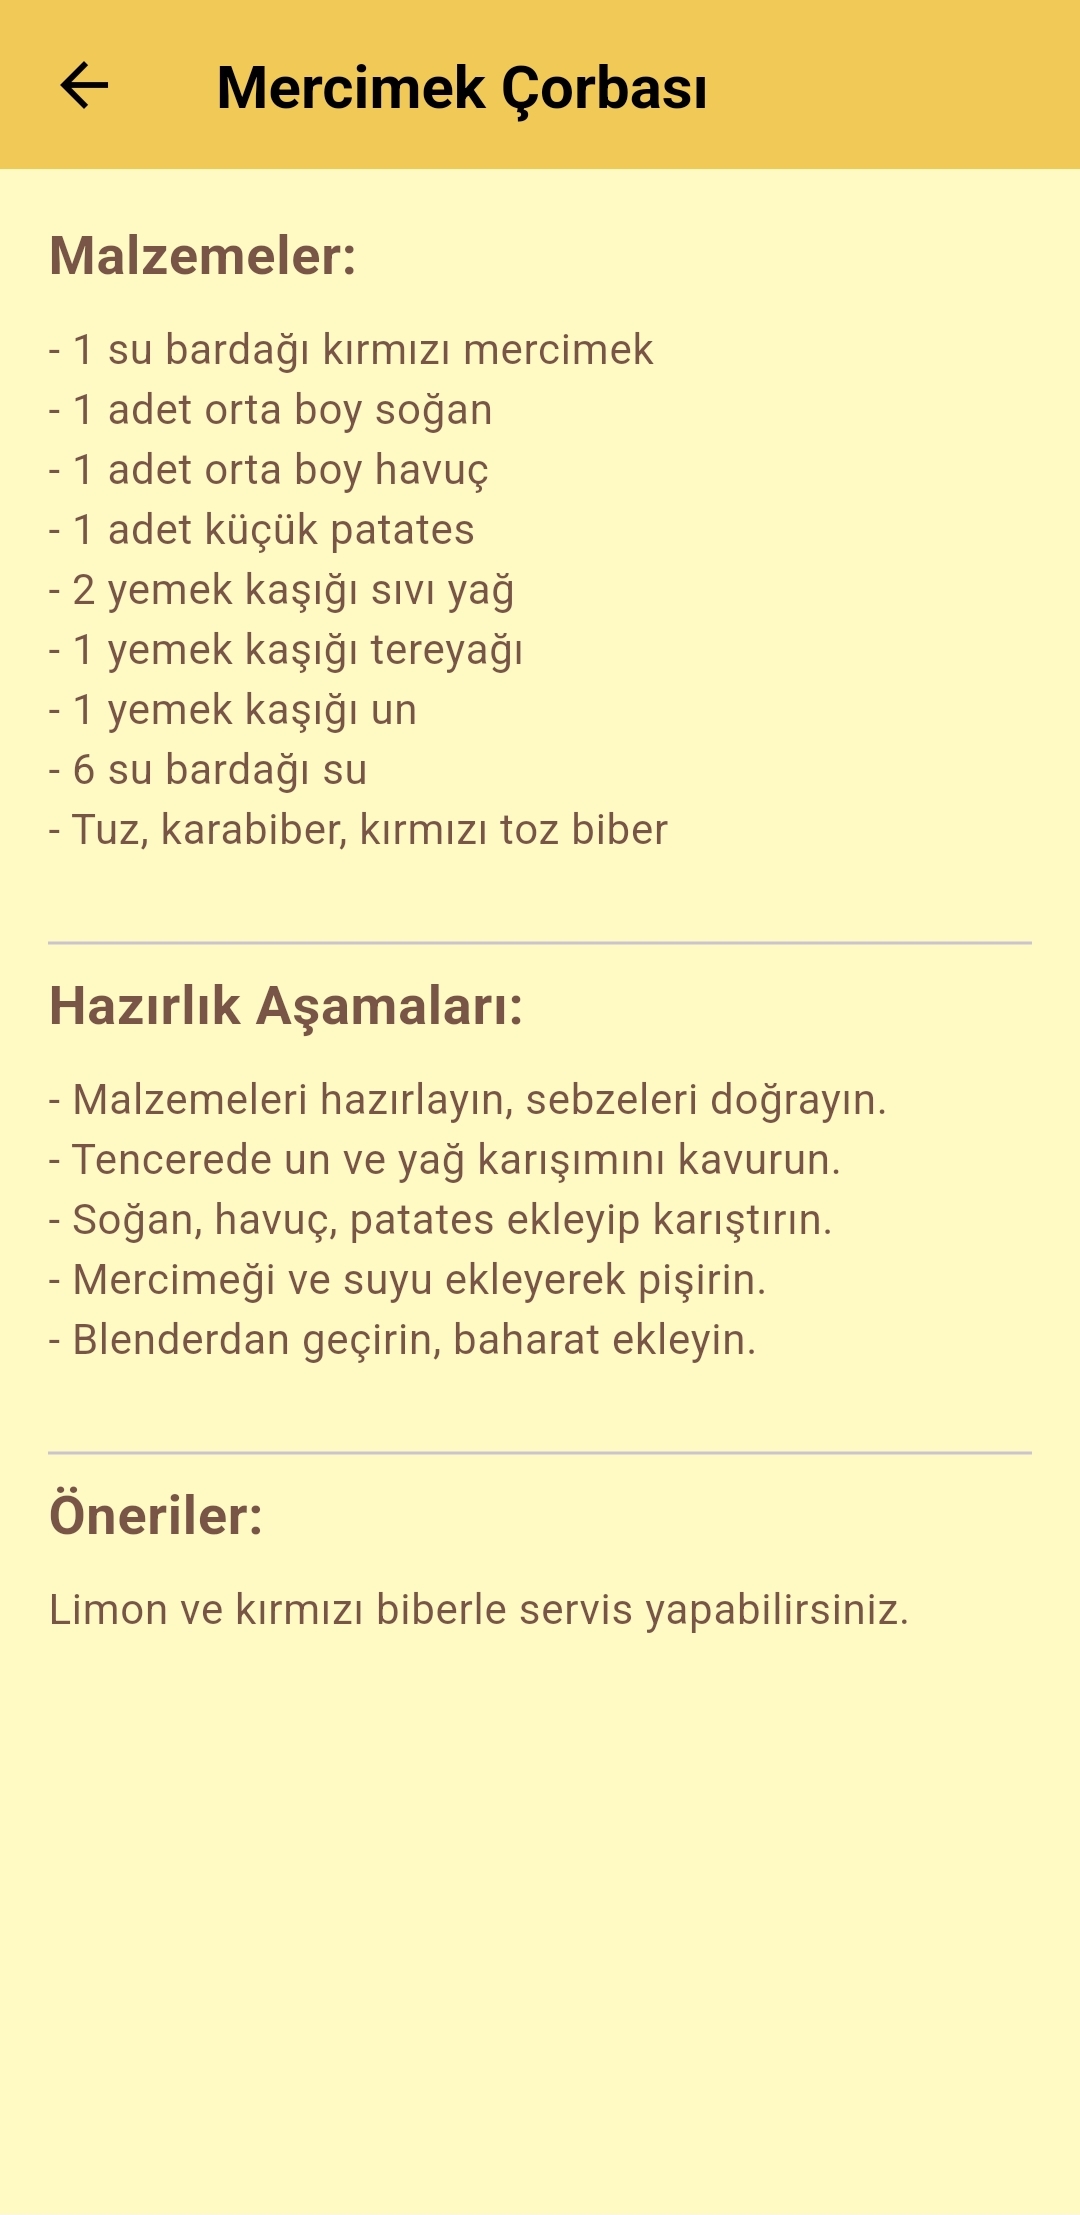 Mercimek Çorbası
Malzemeler:
- 1 su bardağı kırmızı mercimek
- 1 adet orta boy soğan
- 1 adet orta boy havuç
- 1 adet küçük patates
- 2 yemek kaşığı sıvı yağ
- 1 yemek kaşığı tereyağı
- 1 yemek kaşığı un
- 6 su bardağı su
- Tuz, karabiber, kırmızı toz biber
Hazırlık Aşamaları:
- Malzemeleri hazırlayın, sebzeleri doğrayın.
- Tencerede un ve yağ karışımını kavurun.
- Soğan, havuç, patates ekleyip karıştırın.
- Mercimeği ve suyu ekleyerek pişirin.
- Blenderdan geçirin, baharat ekleyin.
Öneriler:
Limon ve kırmızı biberle servis yapabilirsiniz.